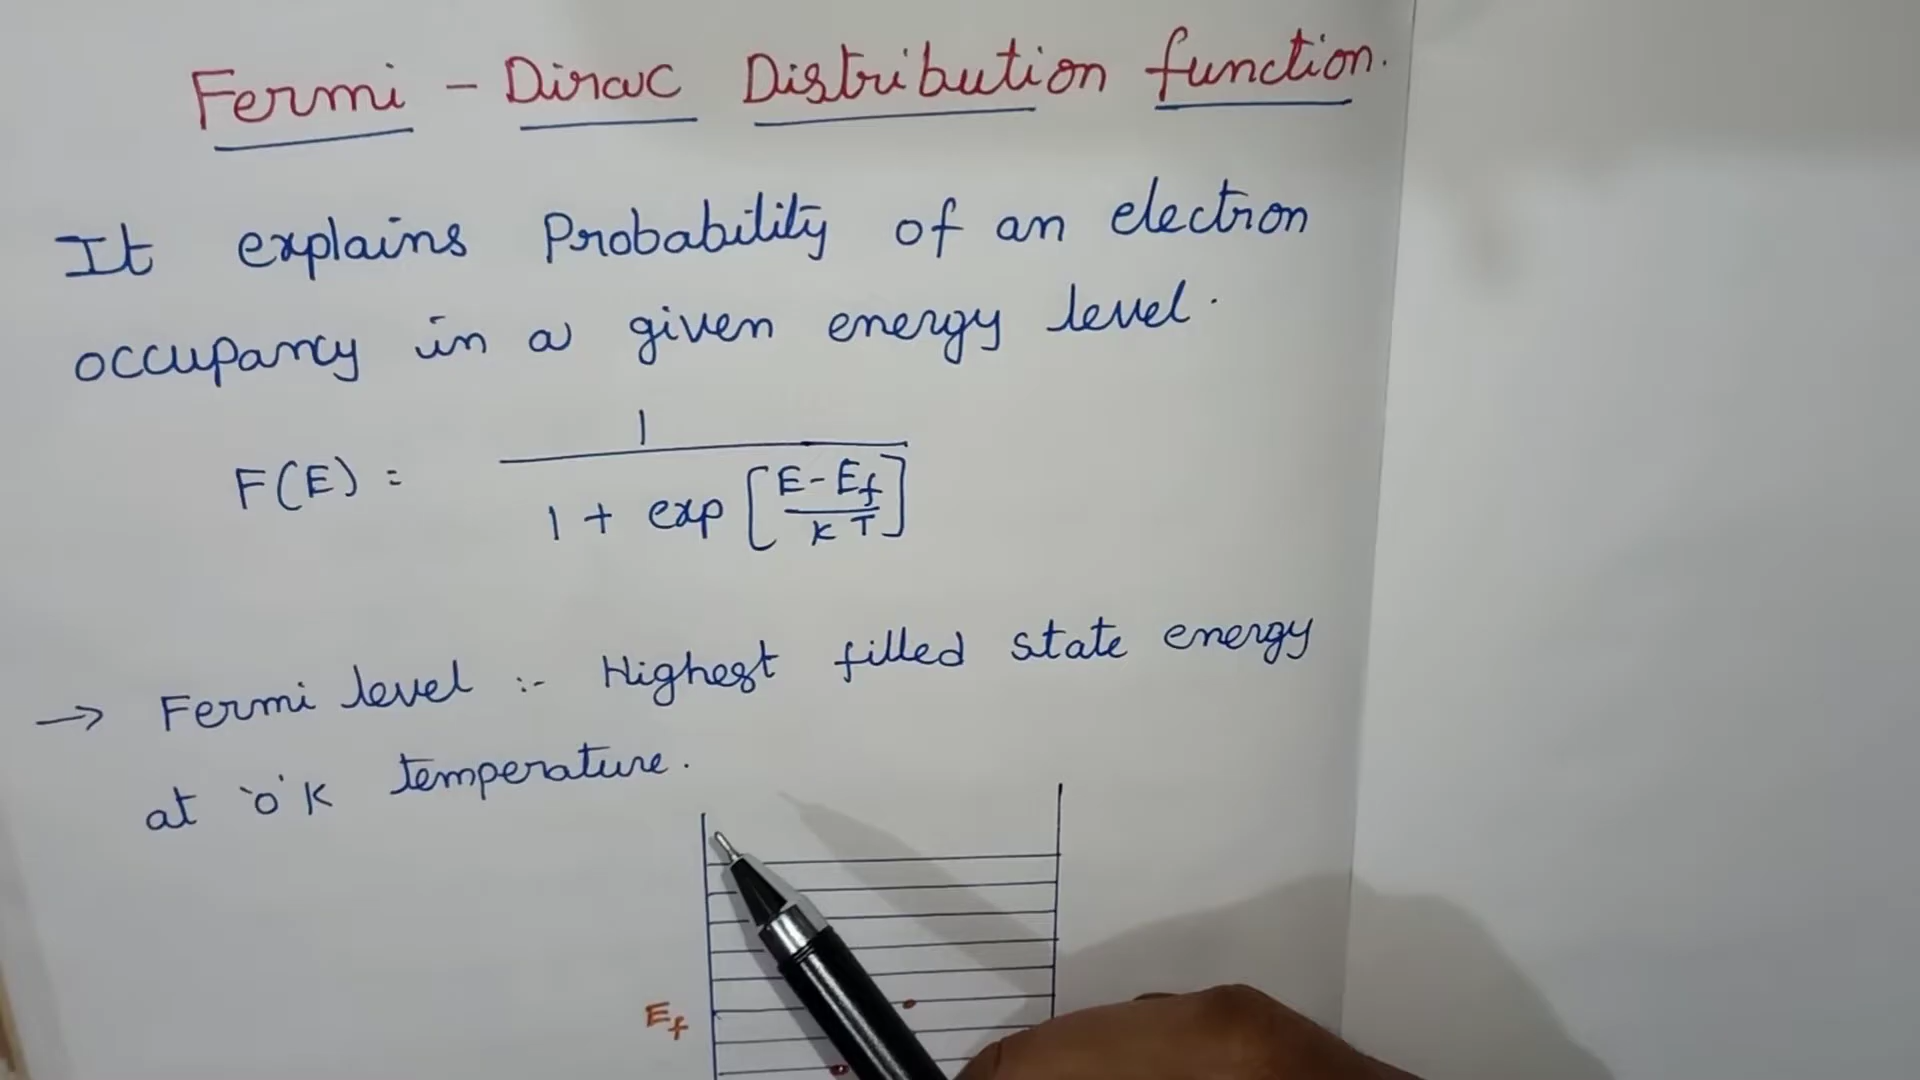 Fermi - Dirac Distribution function.
It explains Probability of an electron
occupancy in a given energy level.
F(E) = 1 / 1 + exp [E - Ef / KT]
→ Fermi level :- Highest filled state energy
at 'o' K temperature.
Ef